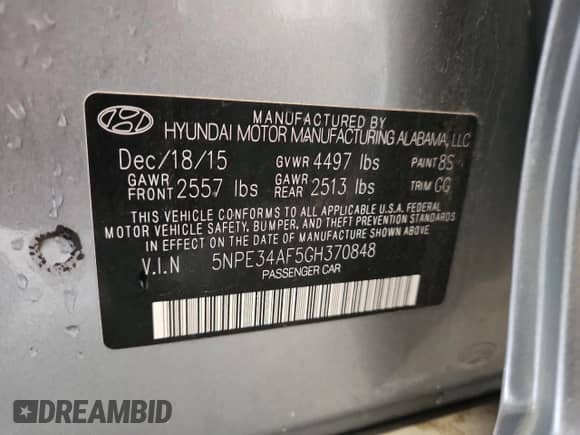 MANUFACTURED BY
HYUNDAI MOTOR MANUFACTURING ALABAMA, LLC
Dec/18/15 GVWR 4497 lbs PAINT 8S
GAWR FRONT 2557 lbs GAWR REAR 2513 lbs TRIM GG
THIS VEHICLE CONFORMS TO ALL APPLICABLE U.S.A. FEDERAL
MOTOR VEHICLE SAFETY, BUMPER, AND THEFT PREVENTION STANDARDS
IN EFFECT ON THE DATE OF MANUFACTURE SHOWN ABOVE
V.I.N 5NPE34AF5GH370848
PASSENGER CAR
DREAMBID